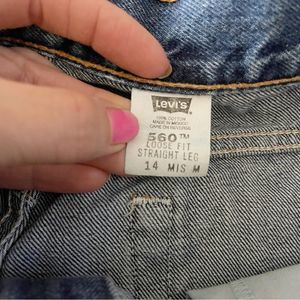 Levi's
100% COTTON
MADE IN MEXICO
CARE ON REVERSE
560™
LOOSE FIT
STRAIGHT LEG
14 MIS M